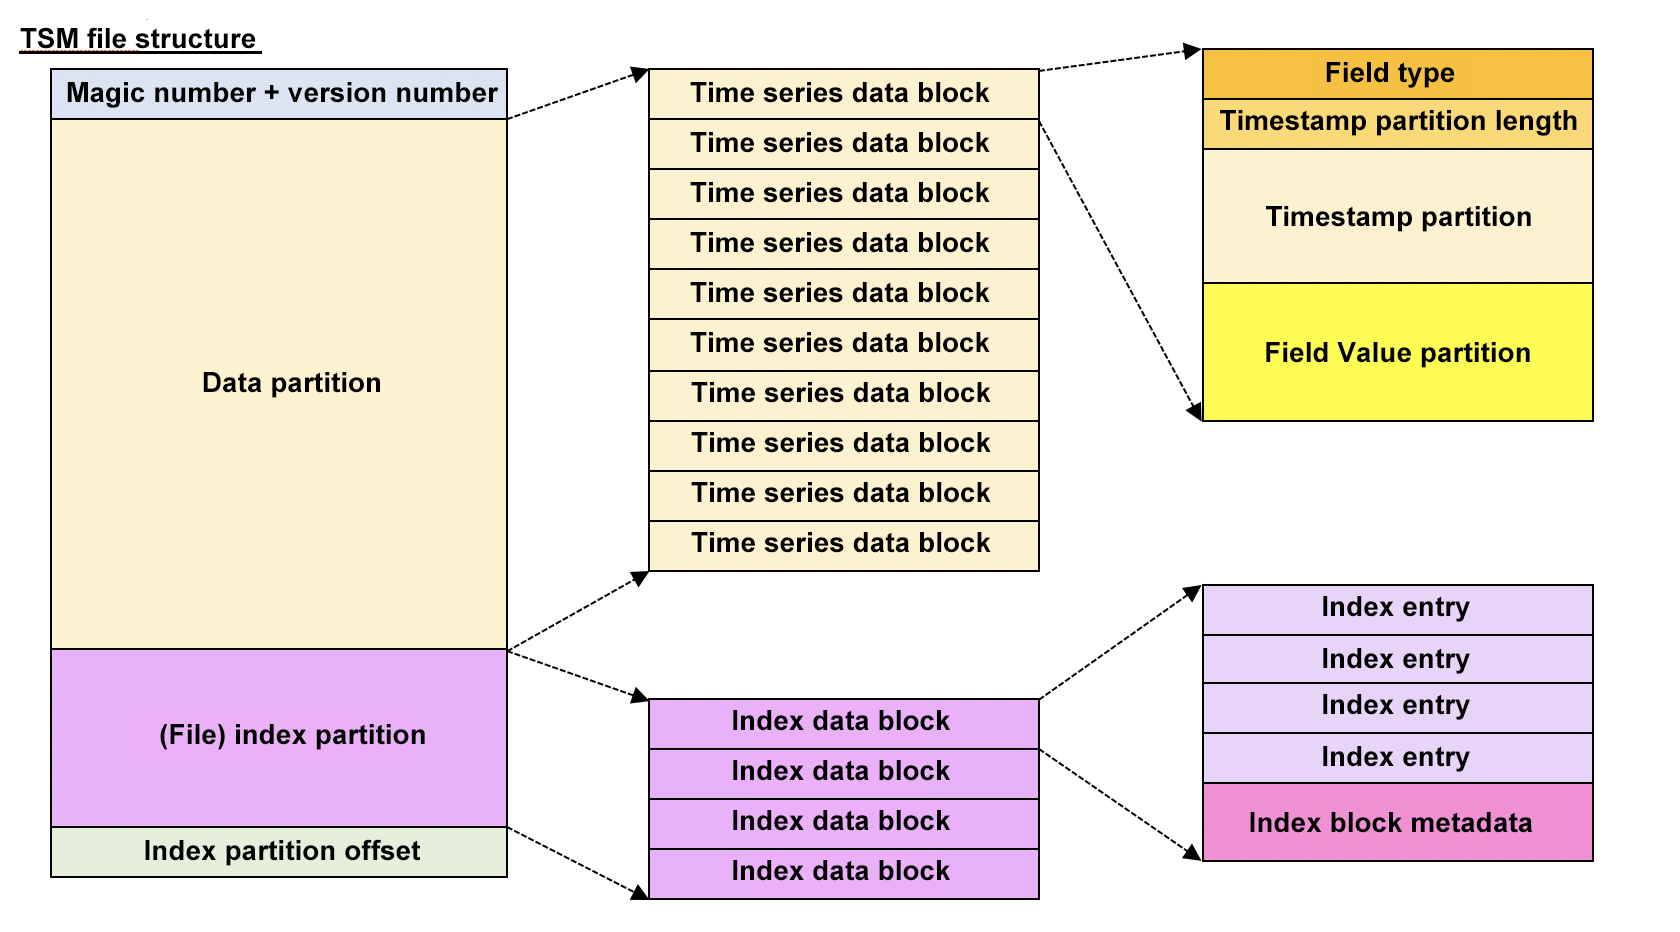 TSM file structure
Magic number + version number
Data partition
(File) index partition
Index partition offset
Time series data block
Time series data block
Time series data block
Time series data block
Time series data block
Time series data block
Time series data block
Time series data block
Time series data block
Time series data block
Index data block
Index data block
Index data block
Index data block
Field type
Timestamp partition length
Timestamp partition
Field Value partition
Index entry
Index entry
Index entry
Index entry
Index block metadata